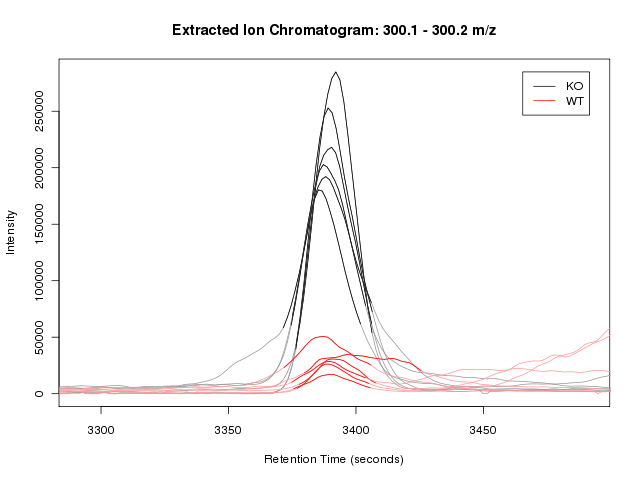 Extracted Ion Chromatogram: 300.1 - 300.2 m/z
KO
WT
Intensity
250000
200000
150000
100000
50000
0
3300 3350 3400 3450
Retention Time (seconds)